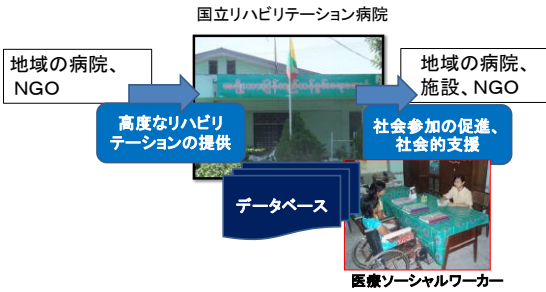 国立リハビリテーション病院
地域の病院、
NGO
地域の病院、
施設、NGO
高度なリハビリ
テーションの提供
社会参加の促進、
社会的支援
データベース
医療ソーシャルワーカー